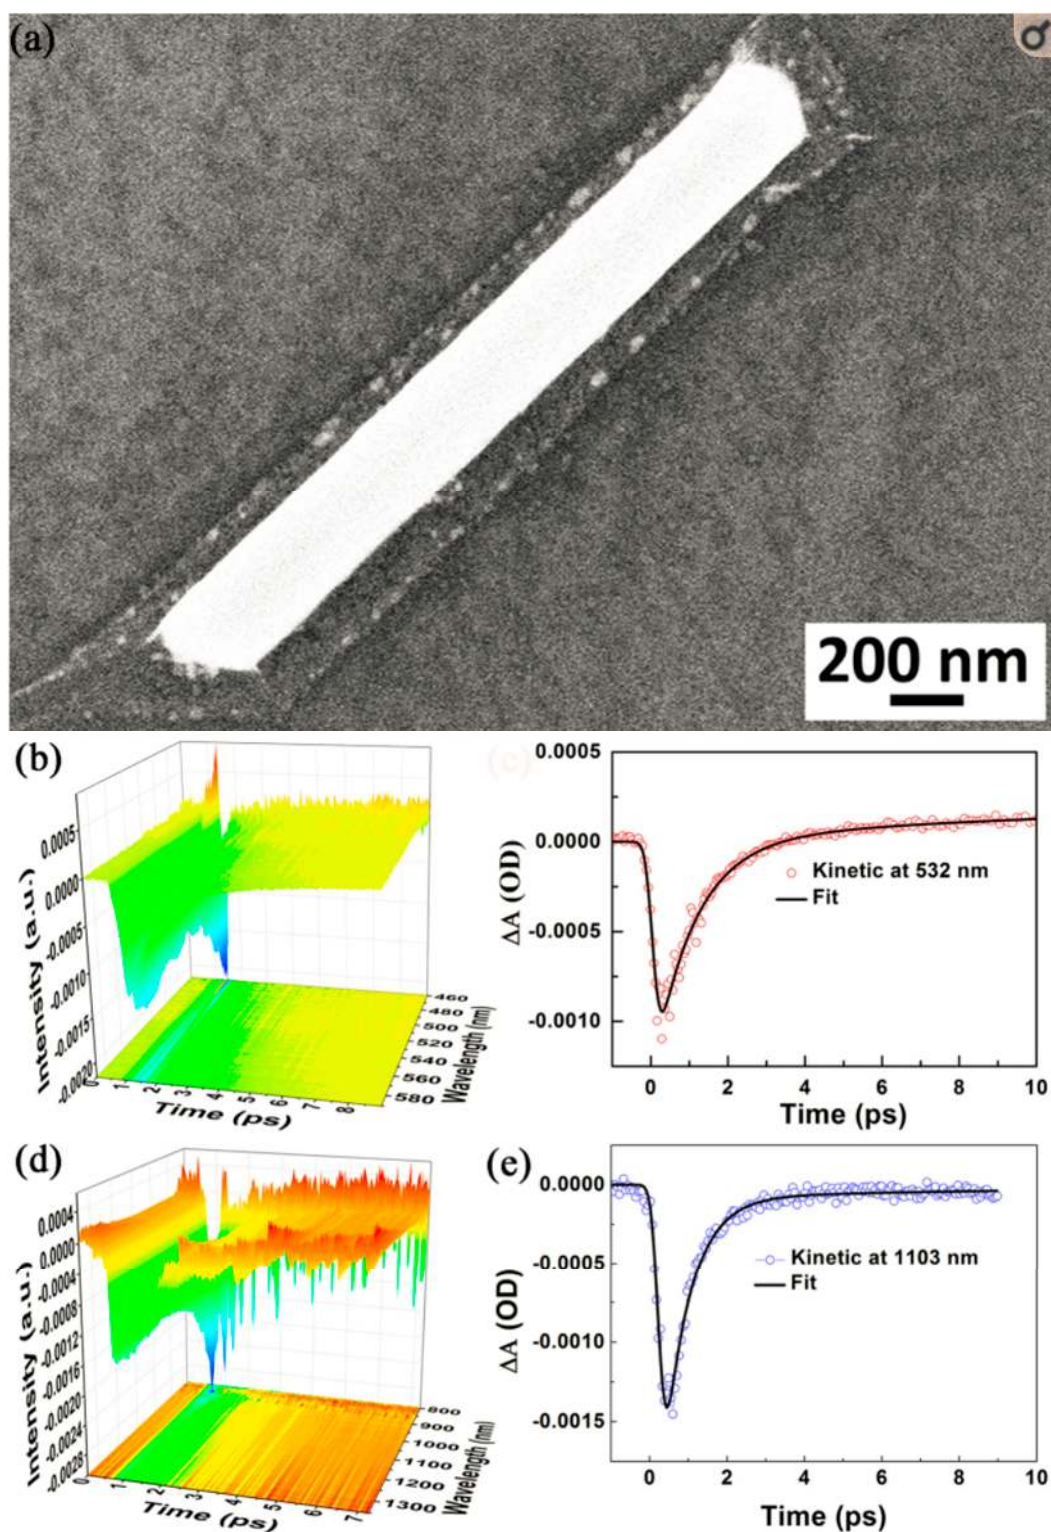 (a)
200 nm
(b)
0.0005
0.0000
-0.0005
-0.0010
-0.0015
-0.0020
Intensity (a.u.)
0 1 2 3 4 5 6 7 8
Time (ps)
460
480
500
520
540
560
580
Wavelength (nm)
(c)
0.0005
0.0000
-0.0005
-0.0010
ΔA (OD)
Kinetic at 532 nm
Fit
0 2 4 6 8 10
Time (ps)
(d)
0.0004
0.0000
-0.0004
-0.0008
-0.0012
-0.0016
-0.0020
-0.0024
-0.0028
Intensity (a.u.)
0 1 2 3 4 5 6 7
Time (ps)
800
900
1000
1100
1200
1300
Wavelength (nm)
(e)
0.0000
-0.0005
-0.0010
-0.0015
ΔA (OD)
Kinetic at 1103 nm
Fit
0 2 4 6 8 10
Time (ps)